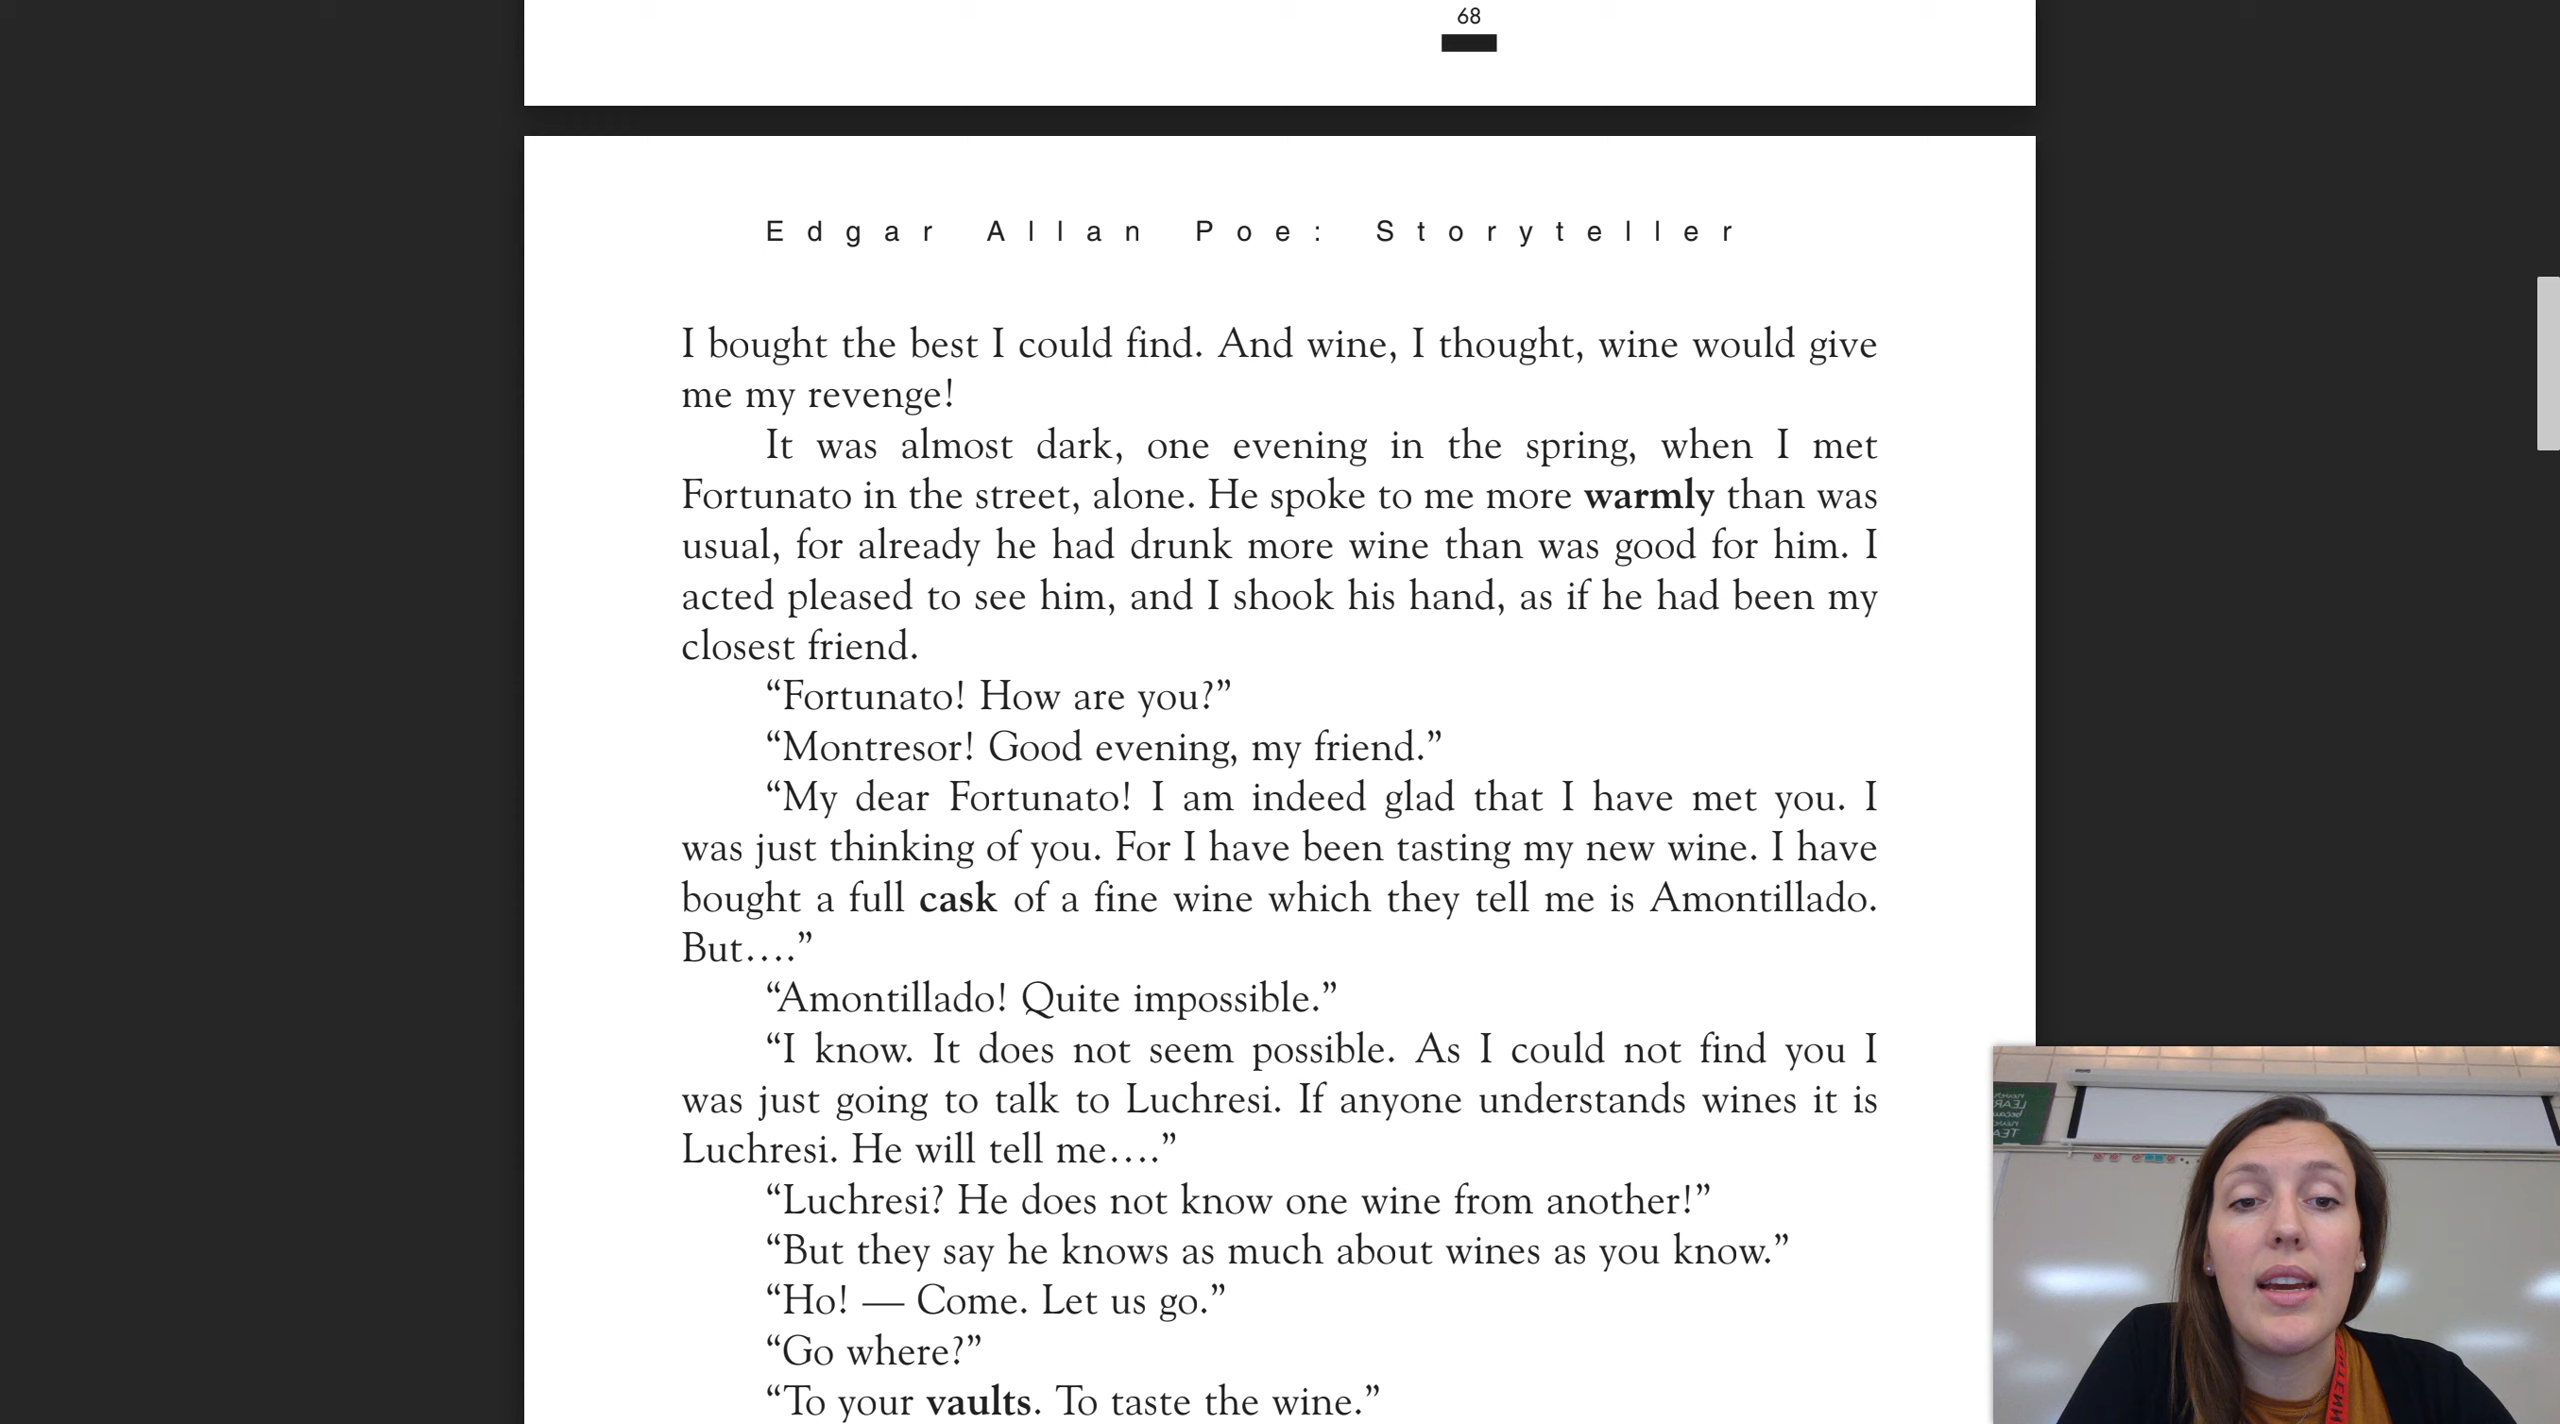 68
Edgar Allan Poe: Storyteller
I bought the best I could find. And wine, I thought, wine would give
me my revenge!
It was almost dark, one evening in the spring, when I met
Fortunato in the street, alone. He spoke to me more warmly than was
usual, for already he had drunk more wine than was good for him. I
acted pleased to see him, and I shook his hand, as if he had been my
closest friend.
“Fortunato! How are you?”
“Montresor! Good evening, my friend.”
“My dear Fortunato! I am indeed glad that I have met you. I
was just thinking of you. For I have been tasting my new wine. I have
bought a full cask of a fine wine which they tell me is Amontillado.
But….”
“Amontillado! Quite impossible.”
“I know. It does not seem possible. As I could not find you I
was just going to talk to Luchresi. If anyone understands wines it is
Luchresi. He will tell me….”
“Luchresi? He does not know one wine from another!”
“But they say he knows as much about wines as you know.”
“Ho! — Come. Let us go.”
“Go where?”
“To your vaults. To taste the wine.”